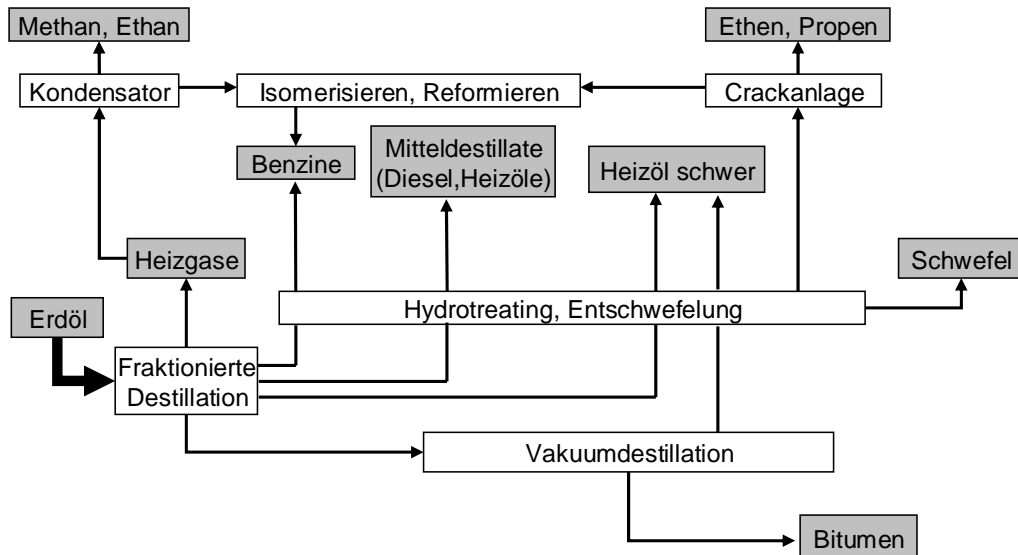 Methan, Ethan
Ethen, Propen
Kondensator
Isomerisieren, Reformieren
Crackanlage
Benzine
Mitteldestillate
(Diesel,Heizöle)
Heizöl schwer
Heizgase
Schwefel
Erdöl
Hydrotreating, Entschwefelung
Fraktionierte
Destillation
Vakuumdestillation
Bitumen